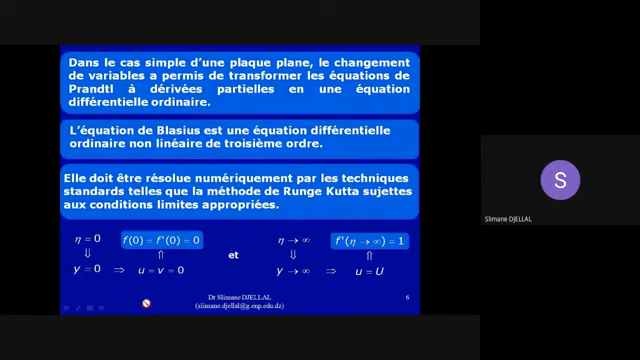 Dans le cas simple d'une plaque plane, le changement
de variables a permis de transformer les équations de
Prandtl à dérivées partielles en une équation
différentielle ordinaire.
L'équation de Blasius est une équation différentielle
ordinaire non linéaire de troisième ordre.
Elle doit être résolue numériquement par les techniques
standards telles que la méthode de Runge Kutta sujettes
aux conditions limites appropriées.
η = 0 f(0) = f'(0) = 0 et η → ∞ f'(η → ∞) = 1
⇓ ⇑ ⇓ ⇑
y = 0 ⇒ u = v = 0 y → ∞ ⇒ u = U
Dr Slimane DJELLAL
(slimane.djellal@g.enp.edu.dz)
6
S
Slimane DJELLAL